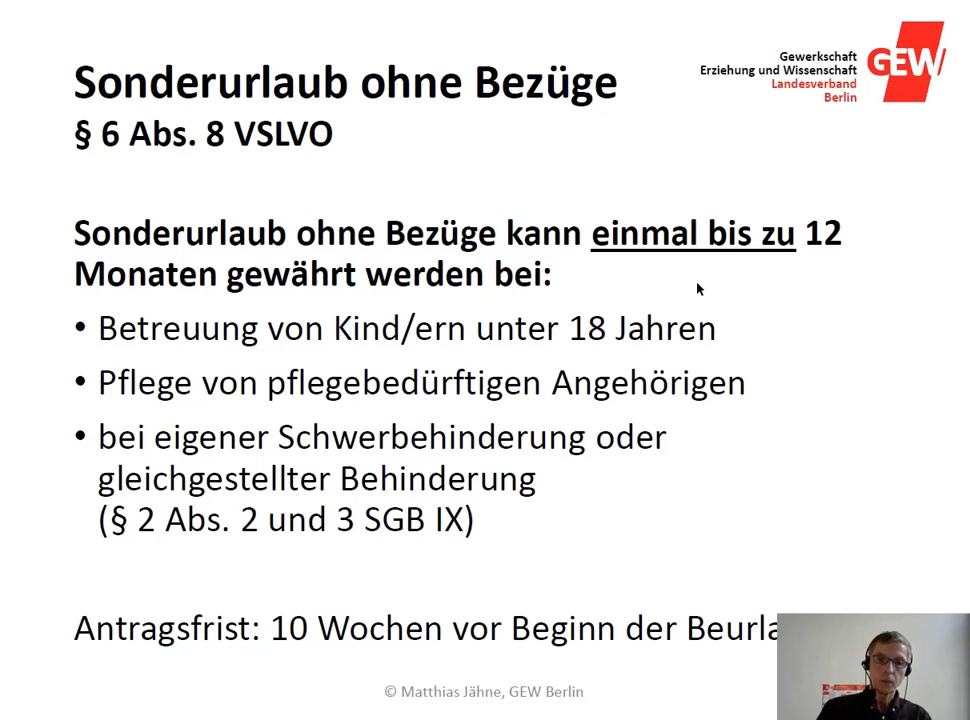 Sonderurlaub ohne Bezüge
§ 6 Abs. 8 VSLVO
Gewerkschaft
Erziehung und Wissenschaft
Landesverband
Berlin
GEW
Sonderurlaub ohne Bezüge kann einmal bis zu 12
Monaten gewährt werden bei:
• Betreuung von Kind/ern unter 18 Jahren
• Pflege von pflegebedürftigen Angehörigen
• bei eigener Schwerbehinderung oder
gleichgestellter Behinderung
(§ 2 Abs. 2 und 3 SGB IX)
Antragsfrist: 10 Wochen vor Beginn der
© Matthias Jähne, GEW Berlin